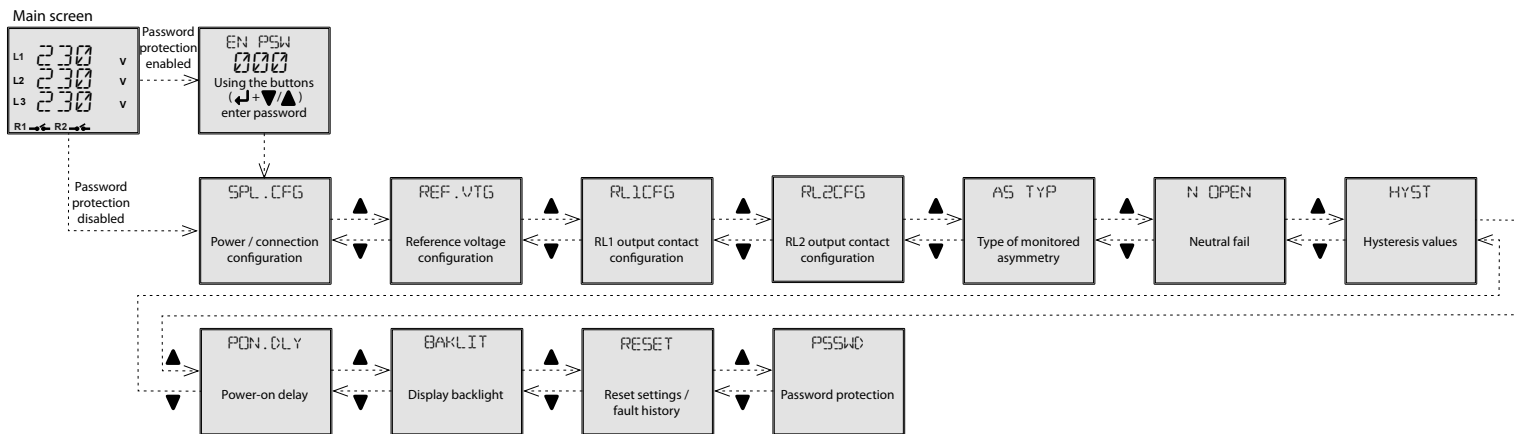 Main screen
L1 230 V
L2 230 V
L3 230 V
R1 R2
Password
protection
enabled
EN PSW
000
Using the buttons
(↵+▼/▲)
enter password
Password
protection
disabled
SPL.CFG
Power / connection
configuration
REF.VTG
Reference voltage
configuration
RL1CFG
RL1 output contact
configuration
RL2CFG
RL2 output contact
configuration
AS TYP
Type of monitored
asymmetry
N OPEN
Neutral fail
HYST
Hysteresis values
PON.DLY
Power-on delay
BAKLIT
Display backlight
RESET
Reset settings /
fault history
PSSWD
Password protection